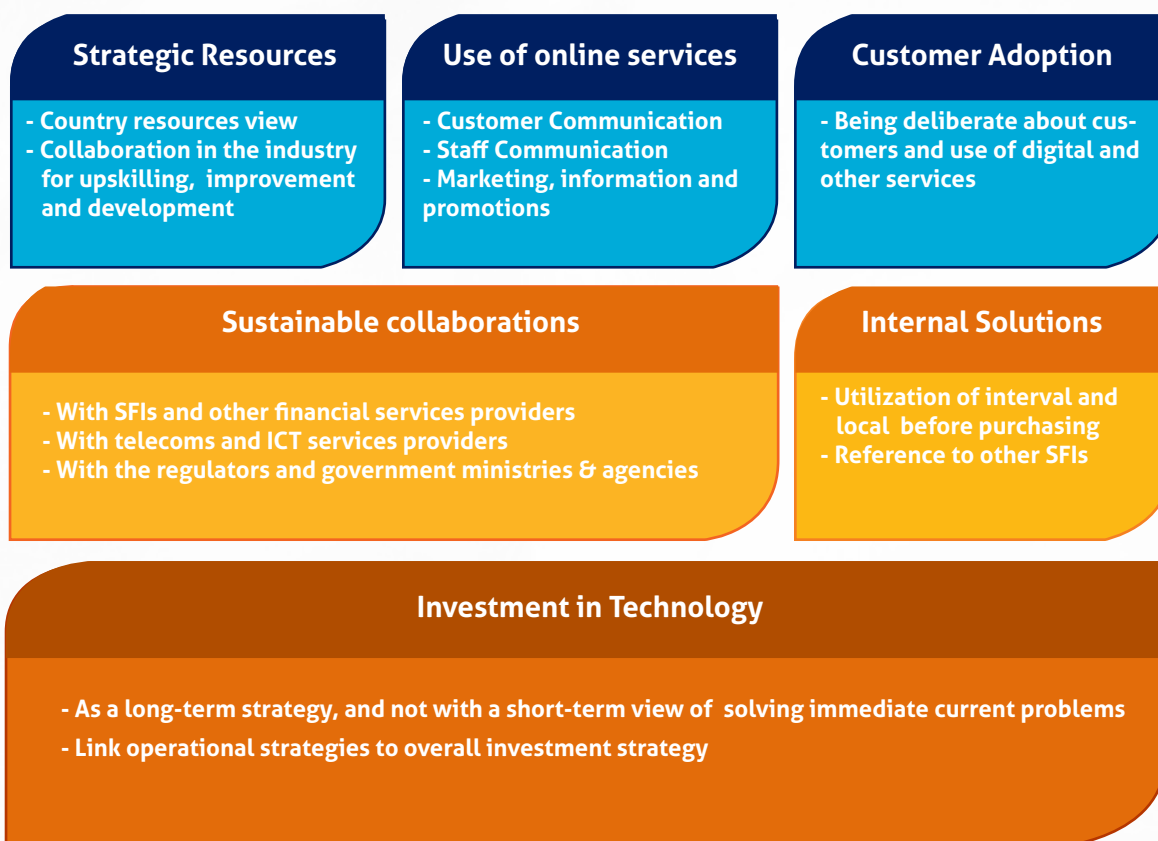 Strategic Resources
- Country resources view
- Collaboration in the industry
for upskilling, improvement
and development
Use of online services
- Customer Communication
- Staff Communication
- Marketing, information and
promotions
Customer Adoption
- Being deliberate about cus-
tomers and use of digital and
other services
Sustainable collaborations
- With SFIs and other financial services providers
- With telecoms and ICT services providers
- With the regulators and government ministries & agencies
Internal Solutions
- Utilization of interval and
local before purchasing
- Reference to other SFIs
Investment in Technology
- As a long-term strategy, and not with a short-term view of solving immediate current problems
- Link operational strategies to overall investment strategy